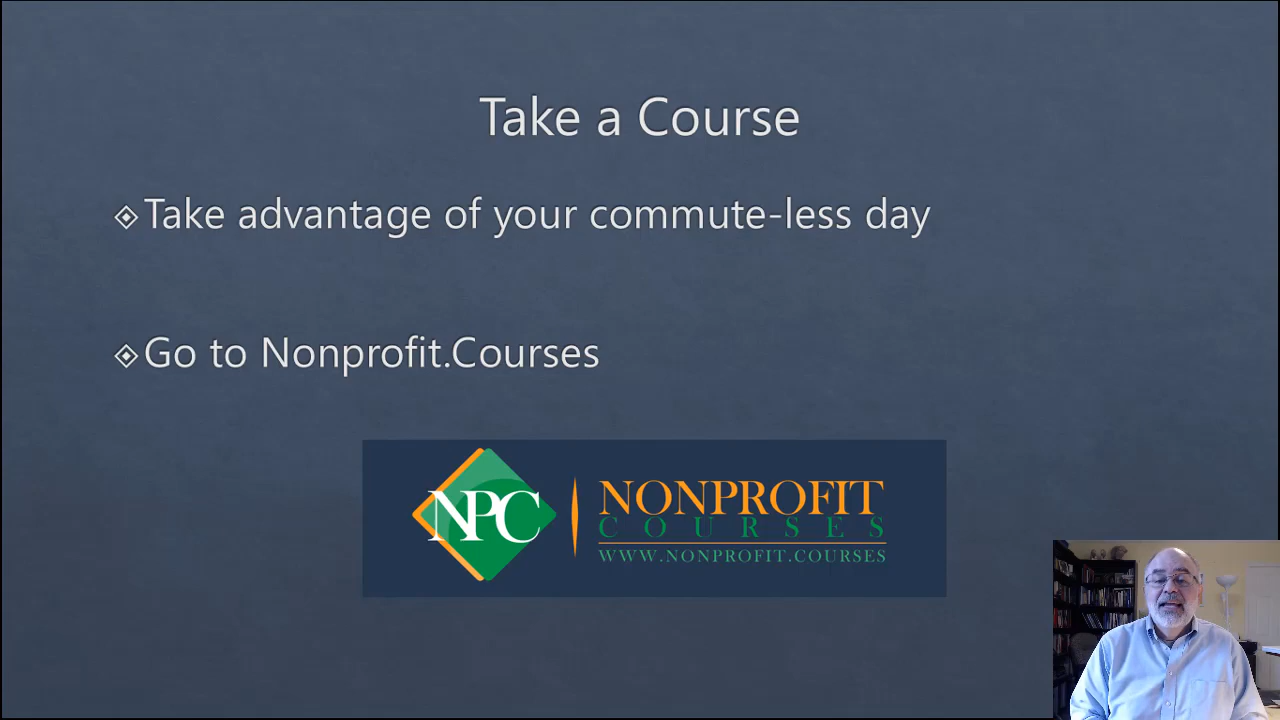 Take a Course
Take advantage of your commute-less day
Go to Nonprofit.Courses
NPC
NONPROFIT
COURSES
WWW.NONPROFIT.COURSES